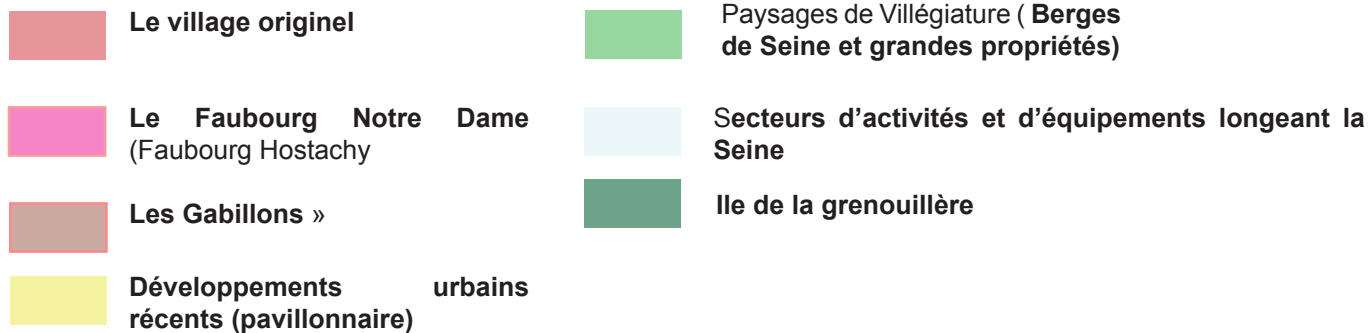 Le village originel
Le Faubourg Notre Dame
(Faubourg Hostachy
Les Gabillons »
Développements urbains
récents (pavillonnaire)
Paysages de Villégiature ( Berges
de Seine et grandes propriétés)
Secteurs d’activités et d’équipements longeant la
Seine
Ile de la grenouillère